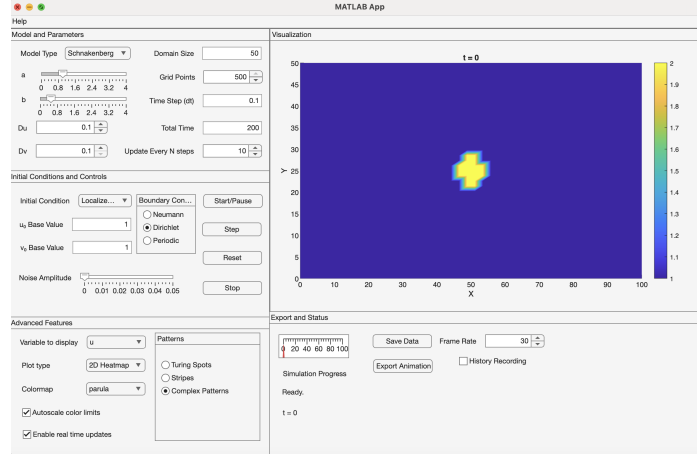 MATLAB App
Help
Model and Parameters
Model Type Schnakenberg Domain Size 50
a
0 0.8 1.6 2.4 3.2 4
Grid Points 500
b
0 0.8 1.6 2.4 3.2 4
Time Step (dt) 0.1
Du 0.1 Total Time 200
Dv 0.1 Update Every N steps 10
Initial Conditions and Controls
Initial Condition Localize...
u₀ Base Value 1
v₀ Base Value 1
Boundary Con...
Neumann
Dirichlet
Periodic
Start/Pause
Step
Reset
Stop
Noise Amplitude
0 0.01 0.02 0.03 0.04 0.05
Advanced Features
Variable to display u
Plot type 2D Heatmap
Colormap parula
Autoscale color limits
Enable real time updates
Patterns
Turing Spots
Stripes
Complex Patterns
Visualization
t = 0
50
45
40
35
30
25
20
15
10
5
0
Y
0 10 20 30 40 50 60 70 80 90 100
X
2
1.9
1.8
1.7
1.6
1.5
1.4
1.3
1.2
1.1
1
Export and Status
0 20 40 60 80 100
Simulation Progress
Ready.
t = 0
Save Data
Export Animation
Frame Rate 30
History Recording